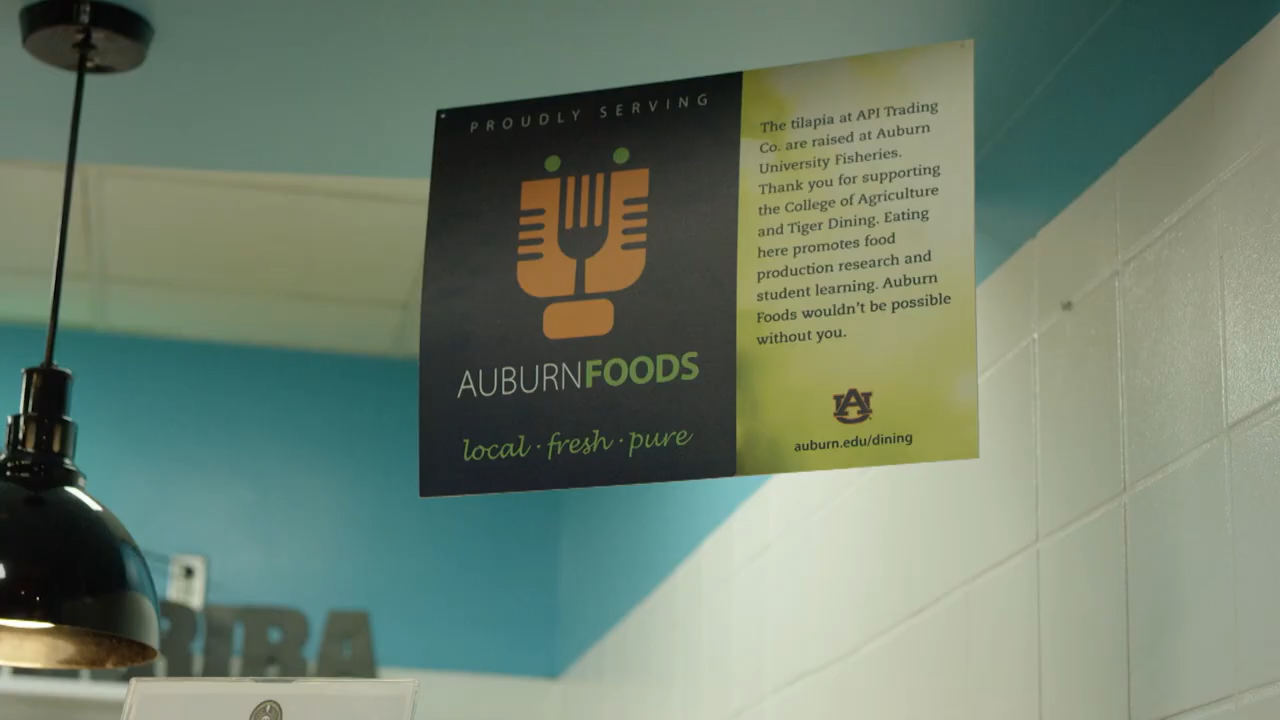 PROUDLY SERVING
AUBURNFOODS
local · fresh · pure
The tilapia at API Trading
Co. are raised at Auburn
University Fisheries.
Thank you for supporting
the College of Agriculture
and Tiger Dining. Eating
here promotes food
production research and
student learning. Auburn
Foods wouldn't be possible
without you.
AU
auburn.edu/dining